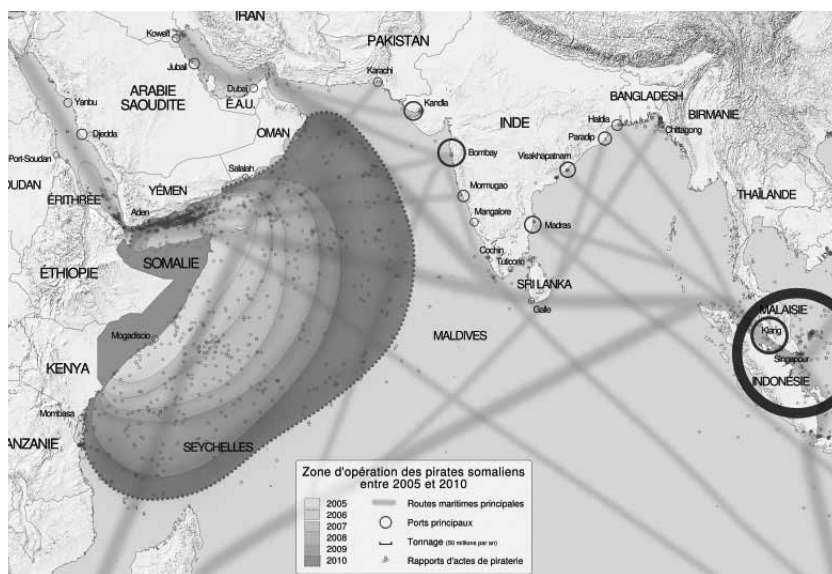 IRAN
Koweït
PAKISTAN
Jubail
Karachi
Dubaï
ARABIE
SAOUDITE
É.A.U.
Kandla
BANGLADESH
Yanbu
INDE
Haldia
BIRMANIE
OMAN
Paradip
Chittagong
Djedda
Bombay
Visakhapatnam
Port-Soudan
Salalah
OUDAN
YÉMEN
Mormugao
THAÏLANDE
ÉRITHRÉE
Aden
Mangalore
Madras
Cochin
SOMALIE
Tuticorin
ÉTHIOPIE
SRI LANKA
Galle
MALAISIE
Mogadiscio
MALDIVES
Klang
Singapour
KENYA
INDONÉSIE
Mombasa
ANZANIE
SEYCHELLES
Zone d'opération des pirates somaliens
entre 2005 et 2010
2005
2006
2007
2008
2009
2010
Routes maritimes principales
Ports principaux
Tonnage (50 millions par an)
Rapports d'actes de piraterie